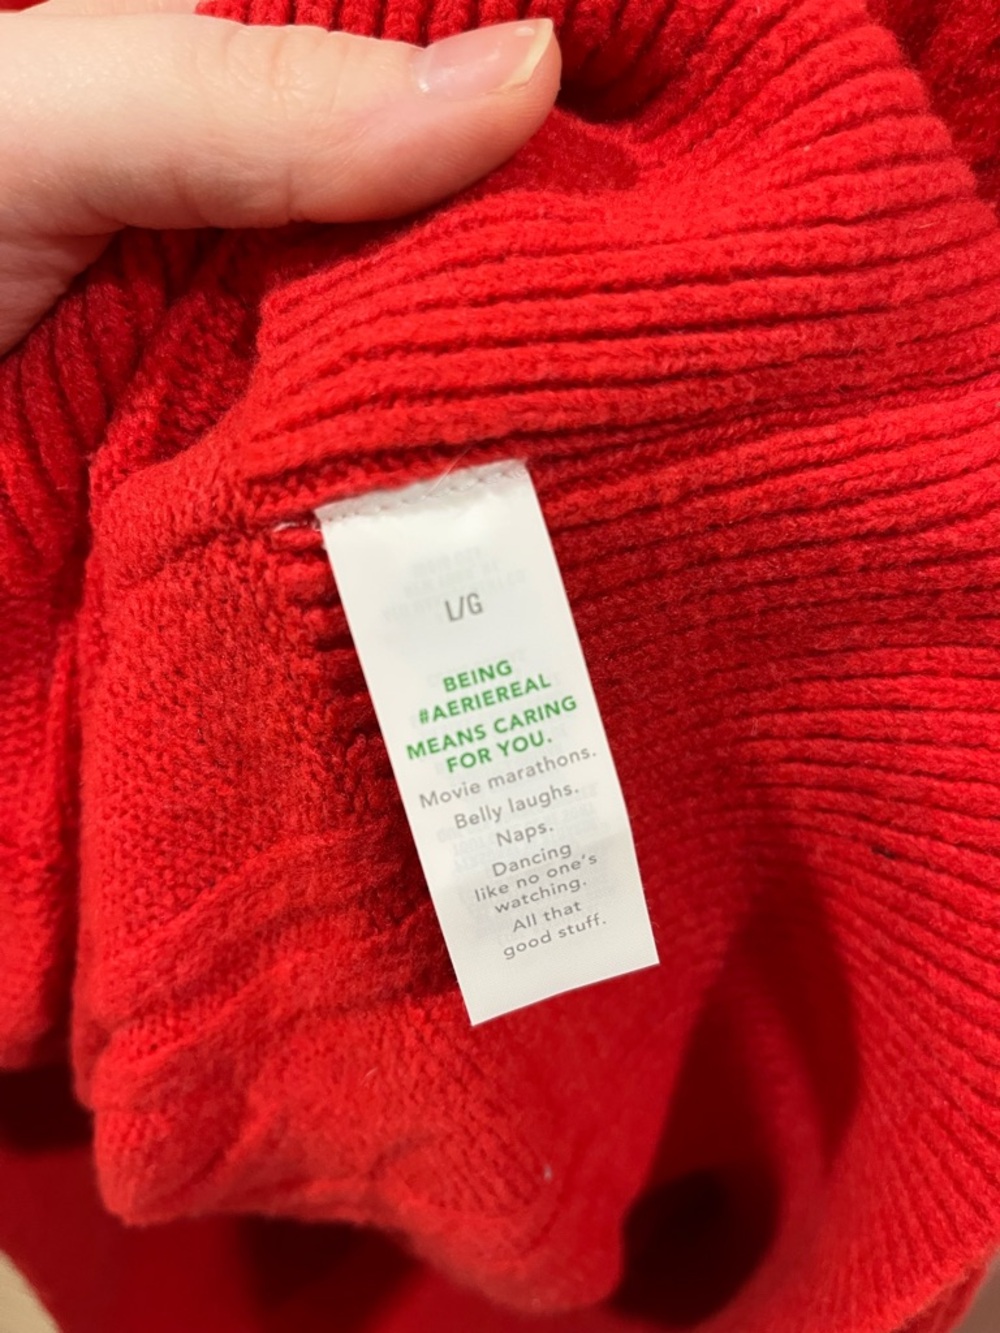 L/G
BEING
#AERIEREAL
MEANS CARING
FOR YOU.
Movie marathons.
Belly laughs.
Naps.
Dancing
like no one's
watching.
All that
good stuff.